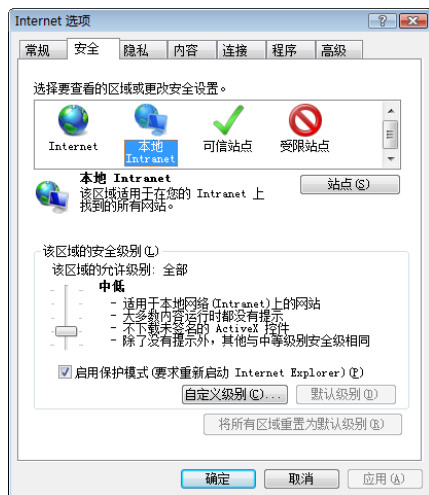 Internet 选项
常规 安全 隐私 内容 连接 程序 高级
选择要查看的区域或更改安全设置。
Internet 本地 Intranet 可信站点 受限站点
本地 Intranet
该区域适用于在您的 Intranet 上
找到的所有网站。
站点(S)
该区域的安全级别(L)
该区域的允许级别: 全部
中低
- 适用于本地网络(Intranet)上的网站
- 大多数内容运行时都没有提示
- 不下载未签名的 ActiveX 控件
- 除了没有提示外，其他与中等级别安全级相同
启用保护模式(要求重新启动 Internet Explorer)(P)
自定义级别(C)... 默认级别(D)
将所有区域重置为默认级别(R)
确定 取消 应用(A)